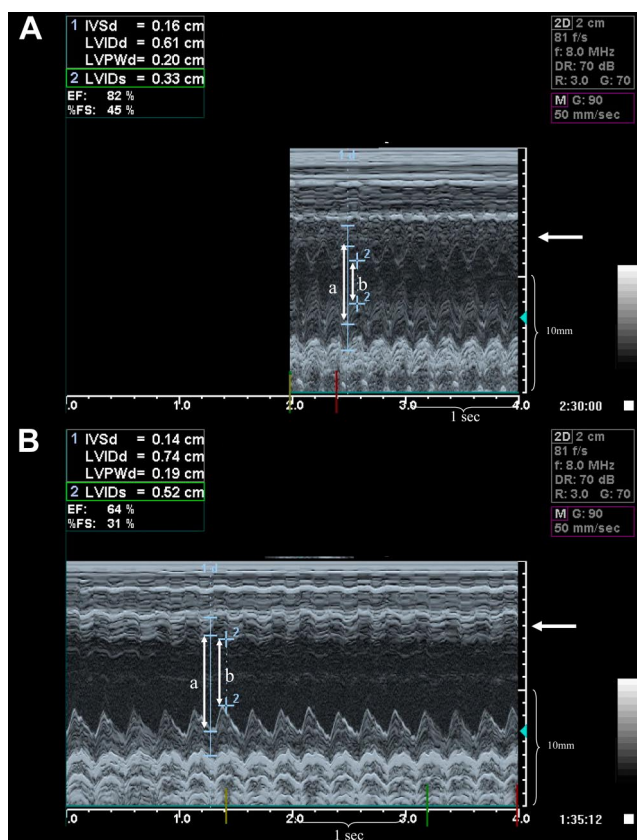 A
1 IVSd = 0.16 cm
LVIDd = 0.61 cm
LVPWd = 0.20 cm
2 LVIDs = 0.33 cm
EF: 82 %
%FS: 45 %
2D 2 cm
81 f/s
f: 8.0 MHz
DR: 70 dB
R: 3.0 G: 70
M G: 90
50 mm/sec
1 d
2
a b
2
10mm
.0 1.0 2.0 3.0 4.0
1 sec
2:30:00
B
1 IVSd = 0.14 cm
LVIDd = 0.74 cm
LVPWd = 0.19 cm
2 LVIDs = 0.52 cm
EF: 64 %
%FS: 31 %
2D 2 cm
81 f/s
f: 8.0 MHz
DR: 70 dB
R: 3.0 G: 70
M G: 90
50 mm/sec
1 d
2
a b
2
10mm
.0 1.0 2.0 3.0 4.0
1 sec
1:35:12